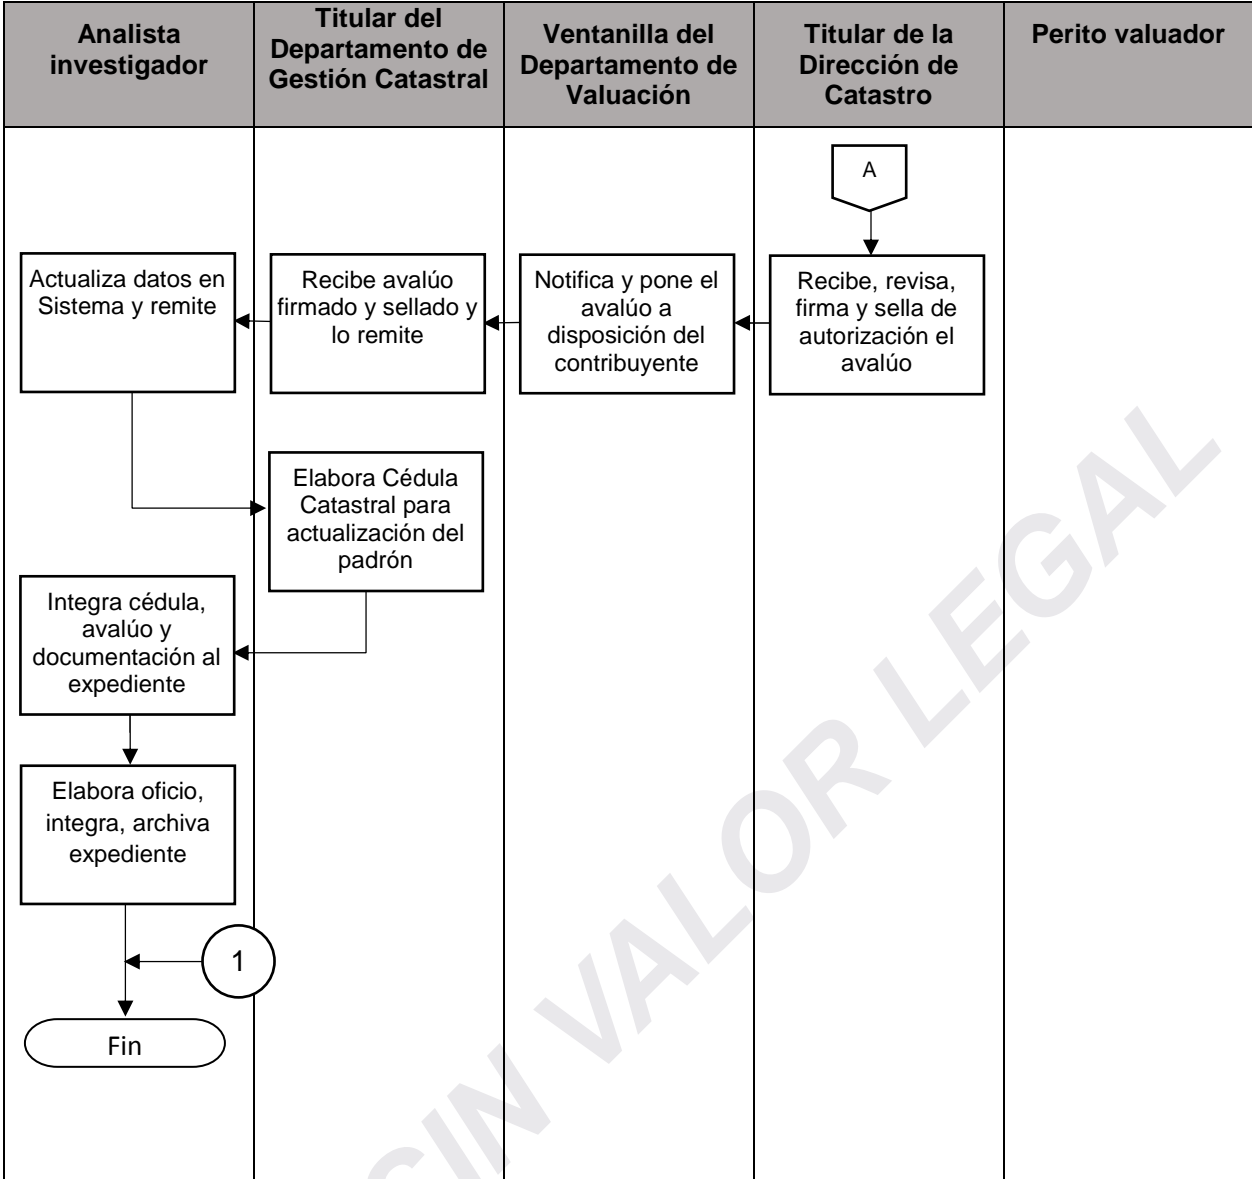 Analista
investigador
Titular del
Departamento de
Gestión Catastral
Ventanilla del
Departamento de
Valuación
Titular de la
Dirección de
Catastro
Perito valuador
A
Actualiza datos en
Sistema y remite
Recibe avalúo
firmado y sellado y
lo remite
Notifica y pone el
avalúo a
disposición del
contribuyente
Recibe, revisa,
firma y sella de
autorización el
avalúo
Elabora Cédula
Catastral para
actualización del
padrón
Integra cédula,
avalúo y
documentación al
expediente
Elabora oficio,
integra, archiva
expediente
1
Fin
SIN VALOR LEGAL